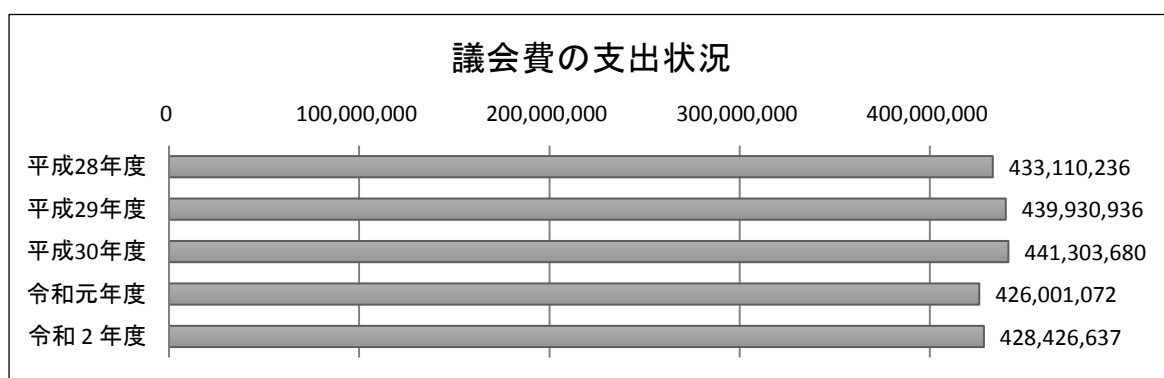 議会費の支出状況
0 100,000,000 200,000,000 300,000,000 400,000,000
平成28年度 433,110,236
平成29年度 439,930,936
平成30年度 441,303,680
令和元年度 426,001,072
令和２年度 428,426,637